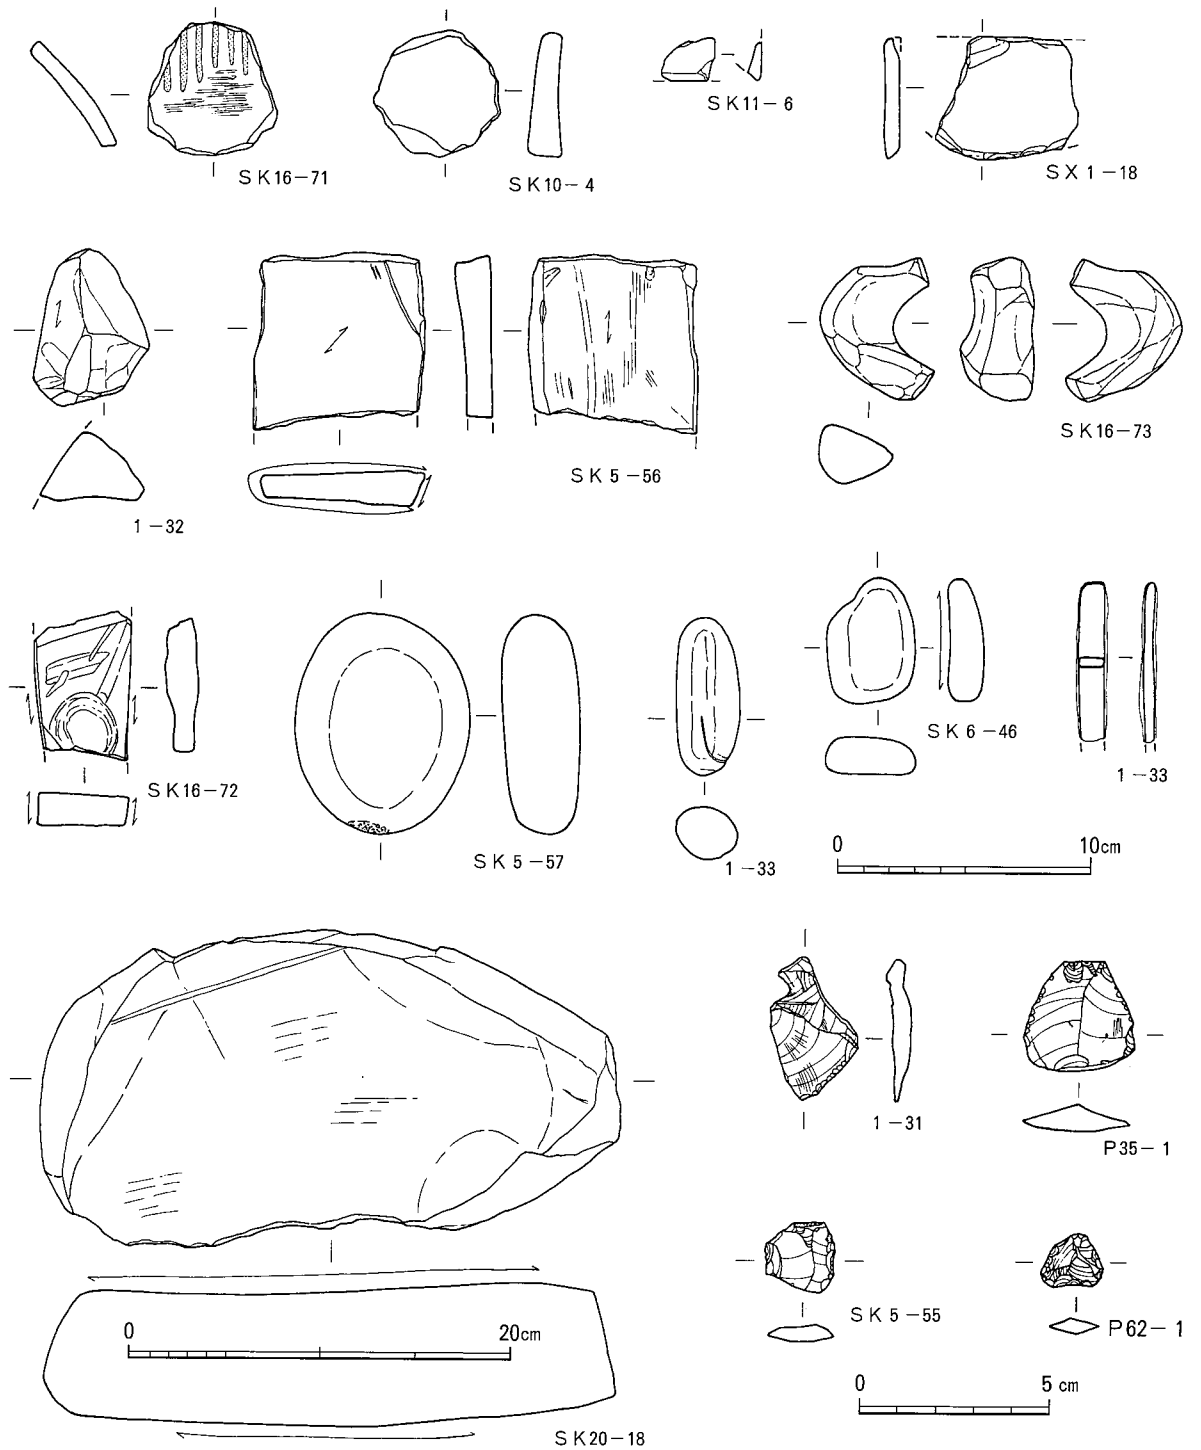 SK16-71
SK10-4
SK11-6
SX1-18
1-32
SK5-56
SK16-73
SK16-72
SK5-57
1-33
SK6-46
1-33
0 10cm
0 20cm
SK20-18
1-31
P35-1
SK5-55
P62-1
0 5cm